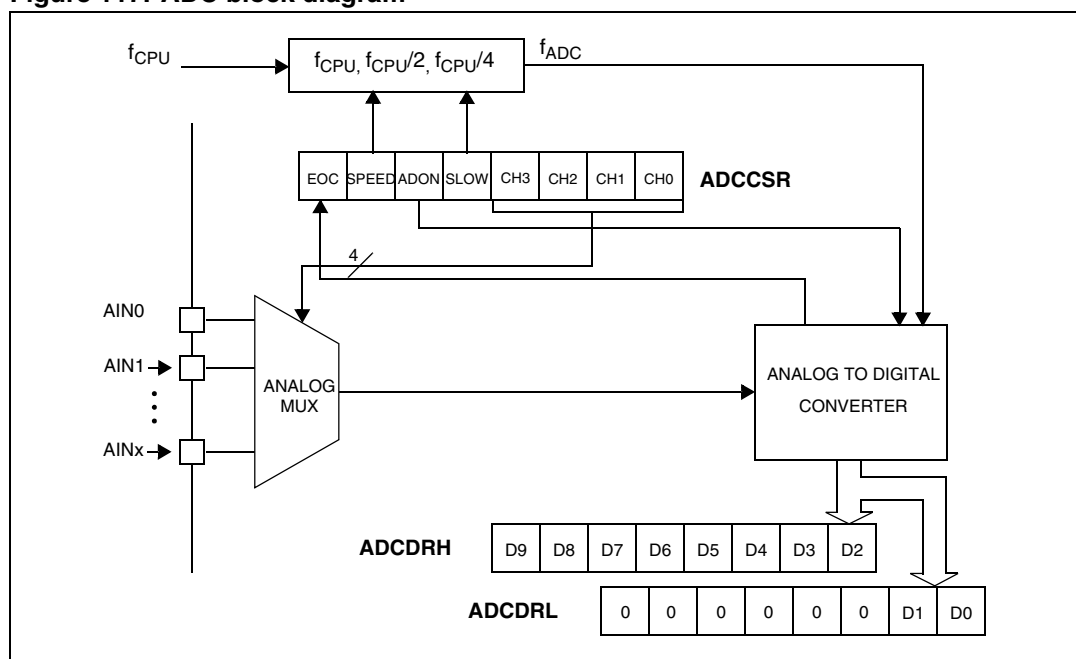 Figure ADC block diagram
fCPU
fCPU, fCPU/2, fCPU/4
fADC
EOC SPEED ADON SLOW CH3 CH2 CH1 CH0
ADCCSR
4
AIN0
AIN1
AINx
ANALOG
MUX
ANALOG TO DIGITAL
CONVERTER
ADCDRH
D9 D8 D7 D6 D5 D4 D3 D2
ADCDRL
0 0 0 0 0 0 D1 D0